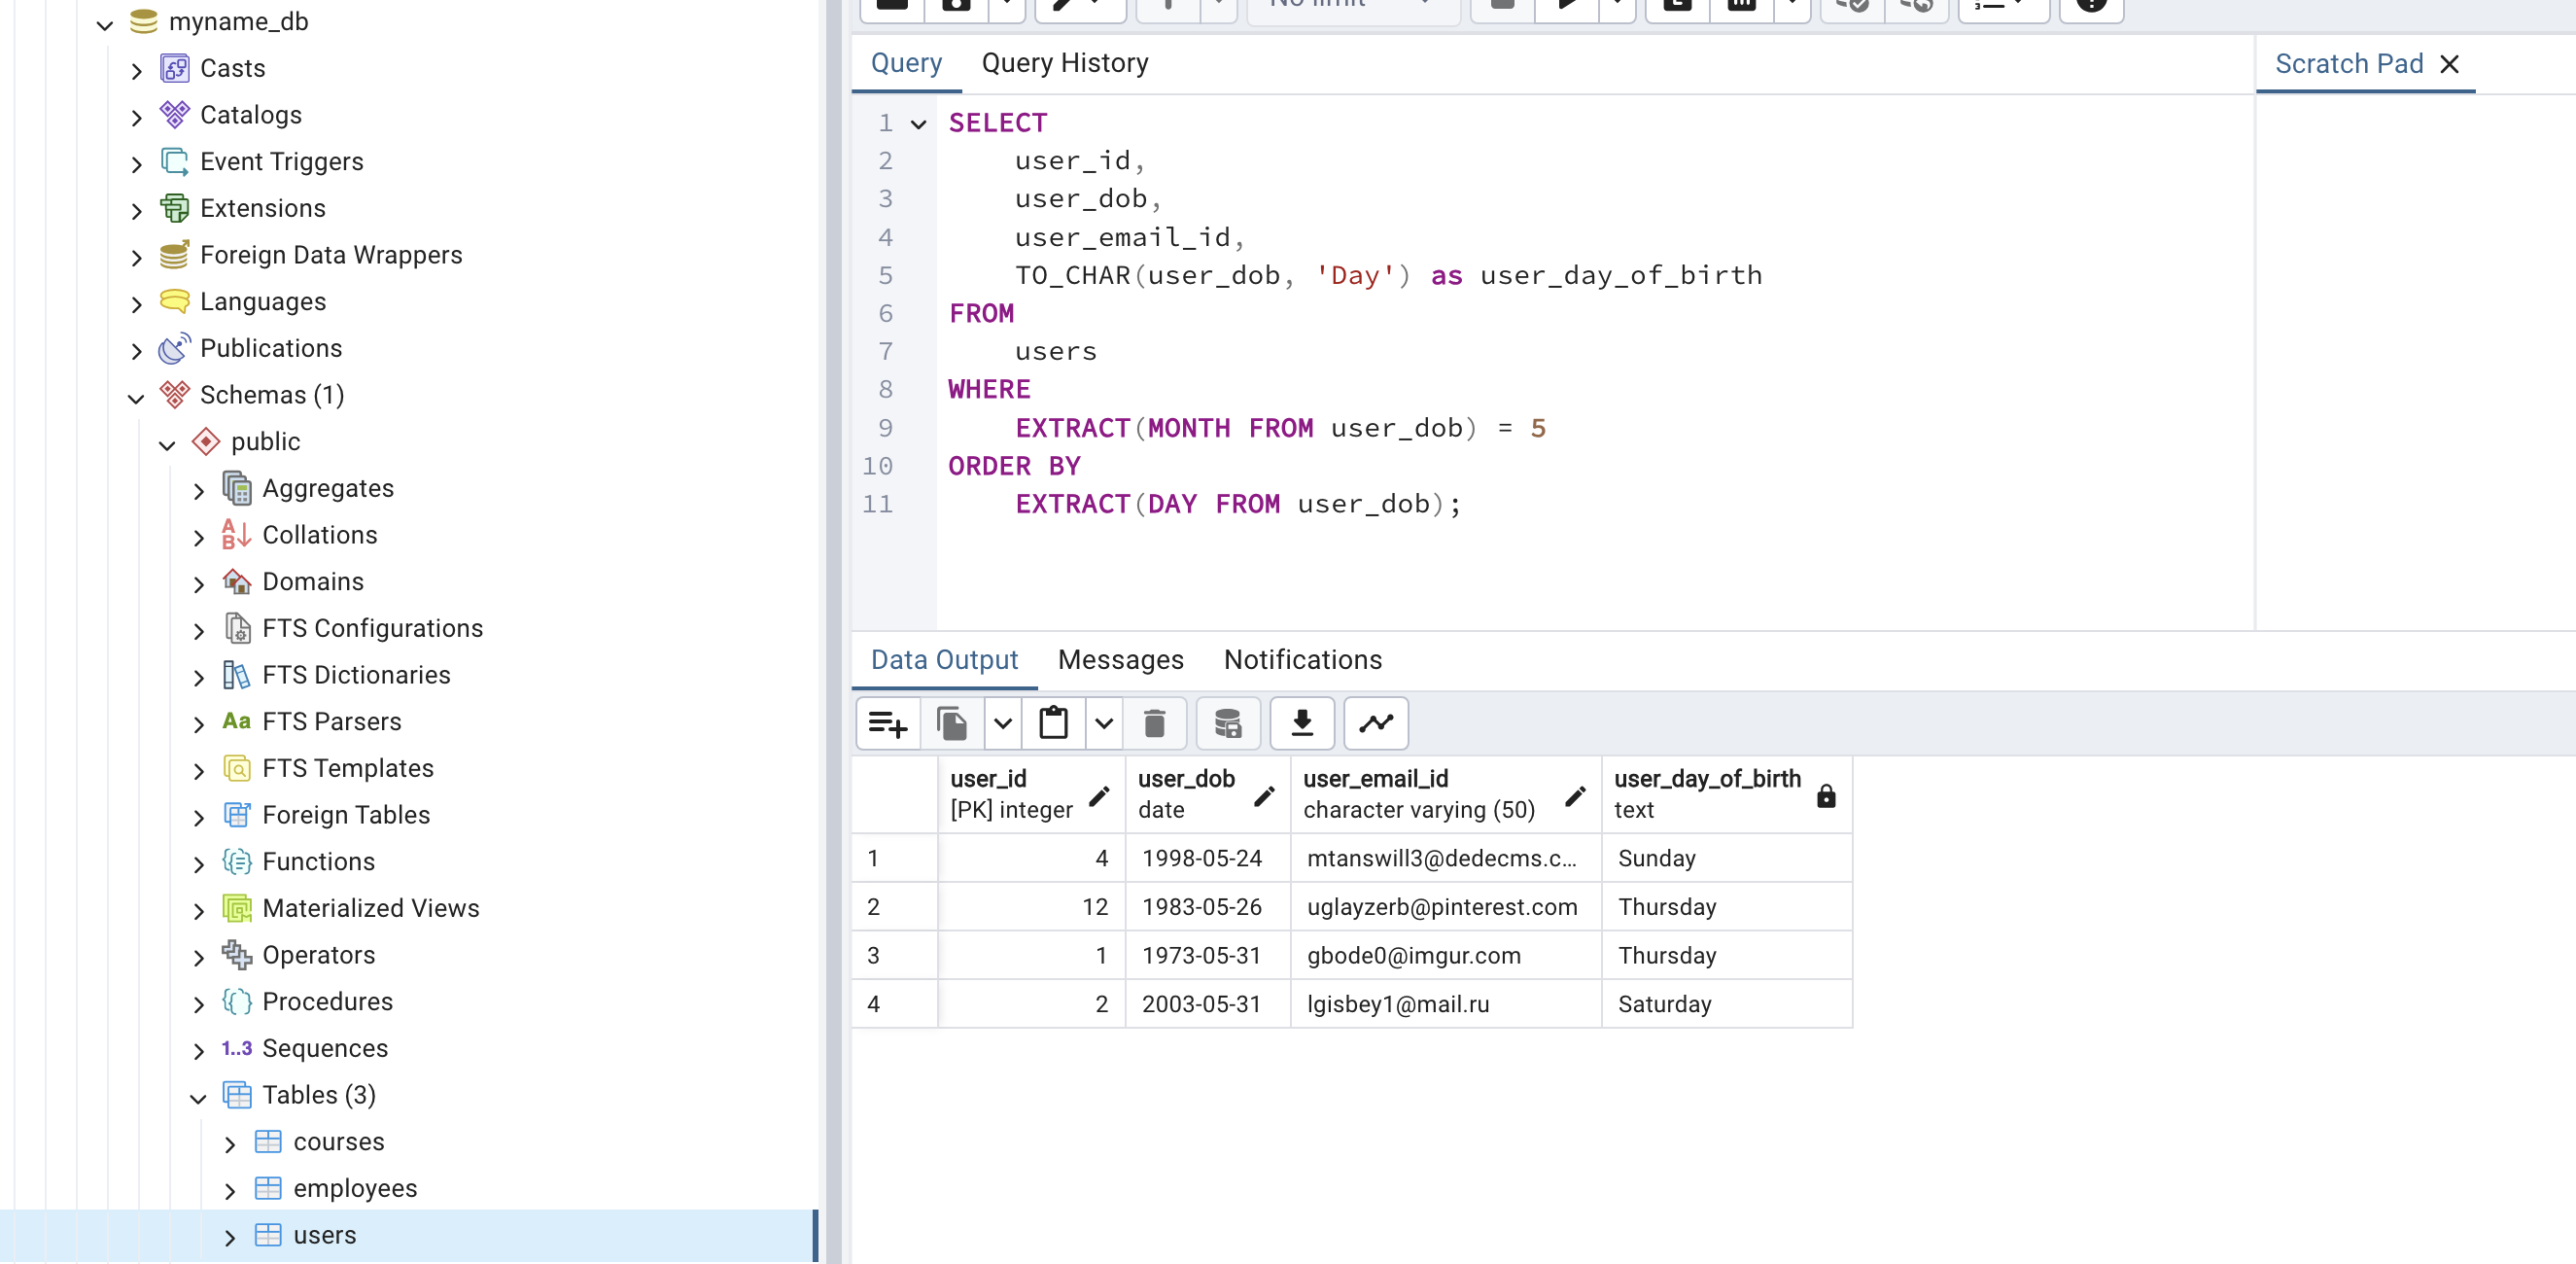 myname_db
Casts
Catalogs
Event Triggers
Extensions
Foreign Data Wrappers
Languages
Publications
Schemas (1)
public
Aggregates
Collations
Domains
FTS Configurations
FTS Dictionaries
Aa FTS Parsers
FTS Templates
Foreign Tables
Functions
Materialized Views
Operators
Procedures
1..3 Sequences
Tables (3)
courses
employees
users
No limit
Query Query History
Scratch Pad
1 SELECT
2 user_id,
3 user_dob,
4 user_email_id,
5 TO_CHAR(user_dob, 'Day') as user_day_of_birth
6 FROM
7 users
8 WHERE
9 EXTRACT(MONTH FROM user_dob) = 5
10 ORDER BY
11 EXTRACT(DAY FROM user_dob);
Data Output Messages Notifications
user_id user_dob user_email_id user_day_of_birth
[PK] integer date character varying (50) text
1 4 1998-05-24 mtanswill3@dedecms.c... Sunday
2 12 1983-05-26 uglayzerb@pinterest.com Thursday
3 1 1973-05-31 gbode0@imgur.com Thursday
4 2 2003-05-31 lgisbey1@mail.ru Saturday